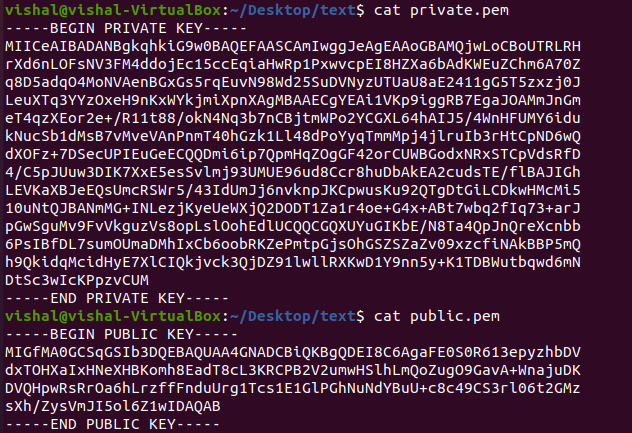 vishal@vishal-VirtualBox:~/Desktop/text$ cat private.pem
-----BEGIN PRIVATE KEY-----
MIICeAIBADANBgkqhkiG9w0BAQEFAASCAmIwggJeAgEAAoGBAMQjwLoCBoUTRLRH
rXd6nLOFsNV3FM4ddojEc15ccEqiaHwRp1PxwvcpEI8HZXa6bAdKWEuZChm6A70Z
q8D5adqO4MoNVAenBGxGs5rqEuvN98Wd25SuDVNyzUTUaU8aE2411gG5T5zxzj0J
LeuXTq3YYzOxeH9nKxWYkjmiXpnXAgMBAAECgYEAi1VKp9iggRB7EgaJOAMmJnGm
eT4qzXEor2e+/R11t88/okN4Nq3b7nCBjtmWPo2YCGXL64hAIJ5/4WnHFUMY6idu
kNucSb1dMsB7vMveVAnPnmT40hGzk1Ll48dPoYyqTmmMpj4jlruIb3rHtCpND6wQ
dXOFz+7DSecUPIEuGeECQQDmi6ip7QpmHqZOgGF42orCUWBGodxNRxSTCpVdsRfD
4/C5pJUuw3DIK7XxE5esSvlmj93UMUE96ud8Ccr8huDbAkEA2cudsTE/flBAJIGh
LEVKaXBJeEQsUmcRSWr5/43IdUmJj6nvknpJKCpwusKu92QTgDtGiLCDkwHMcMi5
10uNtQJBANmMG+INLezjKyeUeWXjQ2DODT1Za1r4oe+G4x+ABt7wbq2fIq73+arJ
pGwSguMv9FvVkguzVs8opLslOohEdlUCQQCGQXUYuGIKbE/N8Ta4QpJnQreXcnbb
6PsIBfDL7sumOUmaDMhIxCb6oobRKZePmtpGjsOhGSZSZaZv09xzcfiNAkBBP5mQ
h9QkidqMcidHyE7XlCIQkjvck3QjDZ91lwllRXKwD1Y9nn5y+K1TDBWutbqwd6mN
DtSc3wIcKPpzvCUM
-----END PRIVATE KEY-----
vishal@vishal-VirtualBox:~/Desktop/text$ cat public.pem
-----BEGIN PUBLIC KEY-----
MIGfMA0GCSqGSIb3DQEBAQUAA4GNADCBiQKBgQDEI8C6AgaFE0S0R613epyzhbDV
dxTOHXaIxHNeXHBKomh8EadT8cL3KRCPB2V2umwHSlhLmQoZugO9GavA+WnajuDK
DVQHpwRsRrOa6hLrzffFnduUrg1Tcs1E1GlPGhNuNdYBuU+c8c49CS3rl06t2GMz
sXh/ZysVmJI5ol6Z1wIDAQAB
-----END PUBLIC KEY-----